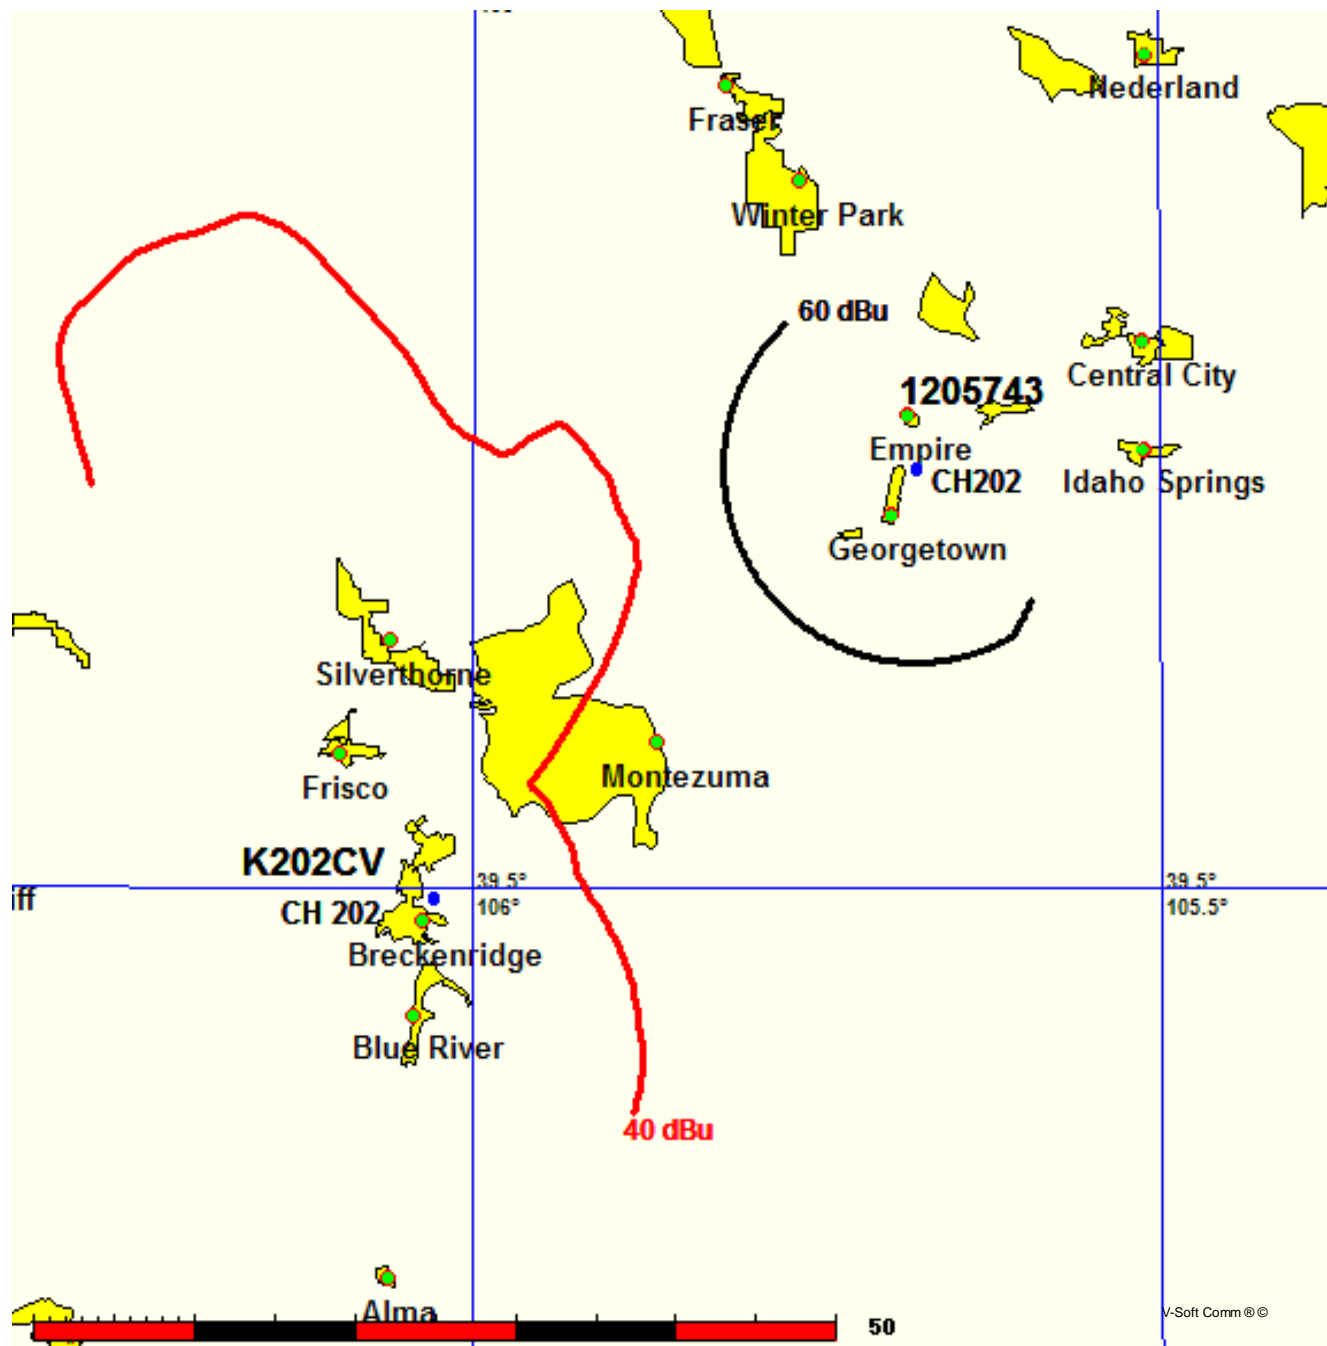 Nederland
Fraser
Winter Park
60 dBu
Central City
1205743
Empire
CH202
Idaho Springs
Georgetown
Silverthorne
Montezuma
Frisco
K202CV
39.5°
39.5°
iff
106°
105.5°
CH 202
Breckenridge
Blue River
40 dBu
Alma
V-Soft Comm ® ©
50